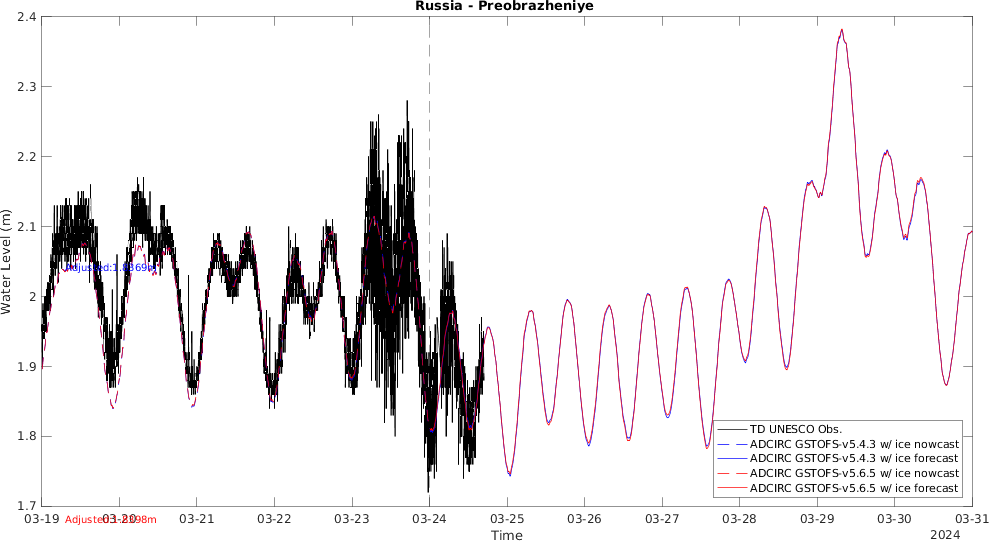 Russia - Preobrazheniye
2.4
2.3
2.2
2.1
2
1.9
1.8
1.7
Water Level (m)
Adjusted:1.8369m
TD UNESCO Obs.
ADCIRC GSTOFS-v5.4.3 w/ ice nowcast
ADCIRC GSTOFS-v5.4.3 w/ ice forecast
ADCIRC GSTOFS-v5.6.5 w/ ice nowcast
ADCIRC GSTOFS-v5.6.5 w/ ice forecast
03-19 03-20 03-21 03-22 03-23 03-24 03-25 03-26 03-27 03-28 03-29 03-30 03-31
Time
2024